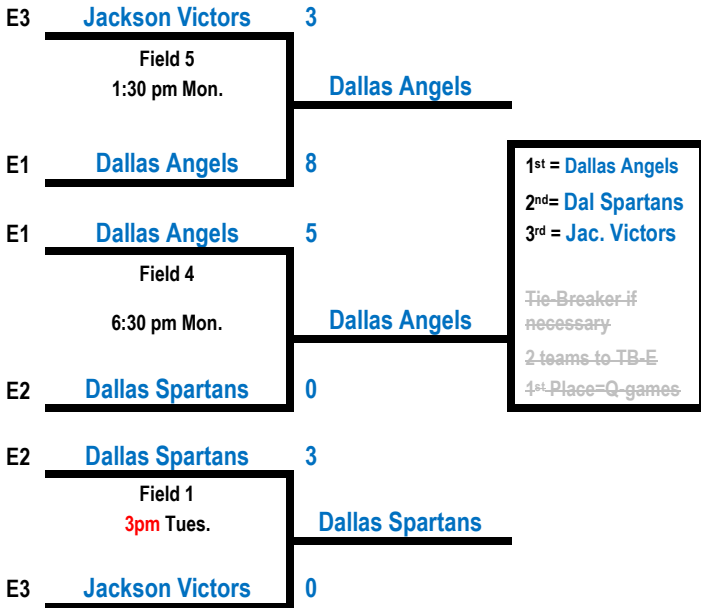 E3 Jackson Victors 3
Field 5
1:30 pm Mon.
Dallas Angels
E1 Dallas Angels 8
E1 Dallas Angels 5
Field 4
6:30 pm Mon.
Dallas Angels
E2 Dallas Spartans 0
E2 Dallas Spartans 3
Field 1
3pm Tues.
Dallas Spartans
E3 Jackson Victors 0
1st = Dallas Angels
2nd= Dal Spartans
3rd = Jac. Victors
Tie-Breaker if
necessary
2 teams to TB-E
1st Place=Q-games